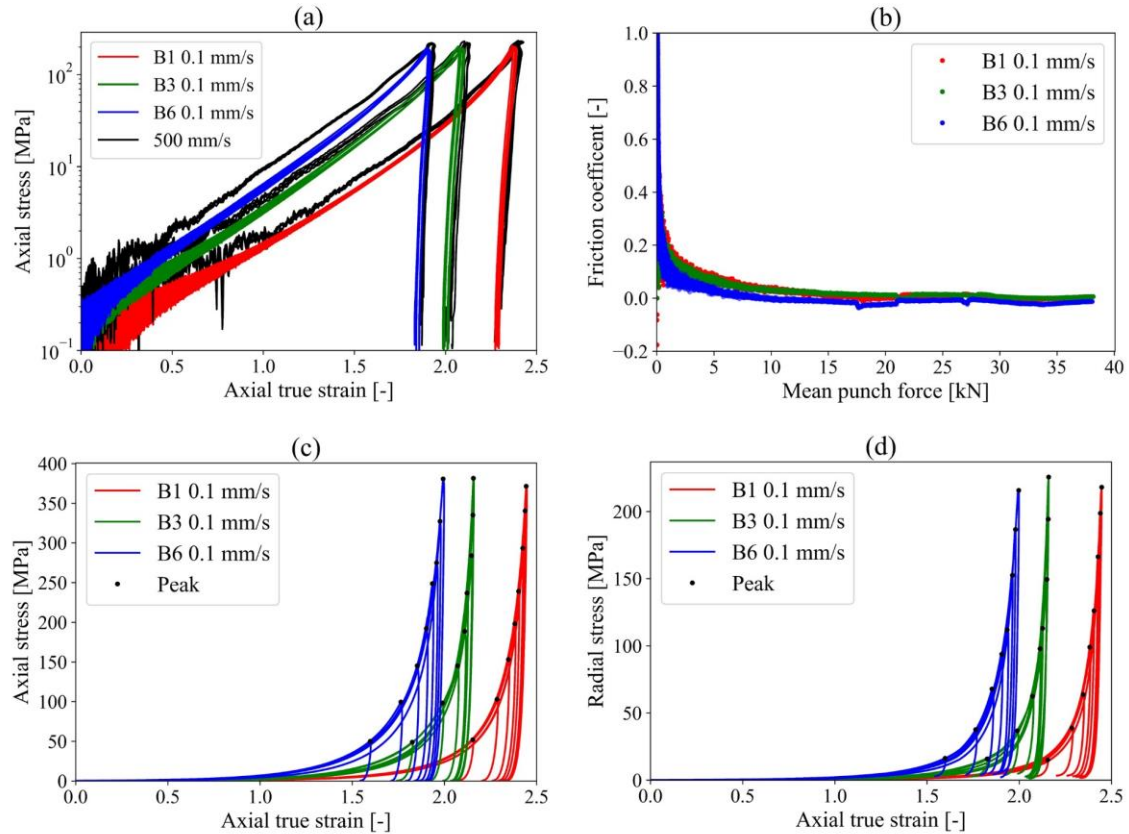 (a)
B1 0.1 mm/s
B3 0.1 mm/s
B6 0.1 mm/s
500 mm/s
Axial stress [MPa]
10²
10¹
10⁰
10⁻¹
0.0 0.5 1.0 1.5 2.0 2.5
Axial true strain [-]
(b)
B1 0.1 mm/s
B3 0.1 mm/s
B6 0.1 mm/s
Friction coefficent [-]
1.0
0.8
0.6
0.4
0.2
0.0
−0.2
0 5 10 15 20 25 30 35 40
Mean punch force [kN]
(c)
B1 0.1 mm/s
B3 0.1 mm/s
B6 0.1 mm/s
Peak
Axial stress [MPa]
400
350
300
250
200
150
100
50
0
0.0 0.5 1.0 1.5 2.0 2.5
Axial true strain [-]
(d)
B1 0.1 mm/s
B3 0.1 mm/s
B6 0.1 mm/s
Peak
Radial stress [MPa]
200
150
100
50
0
0.0 0.5 1.0 1.5 2.0 2.5
Axial true strain [-]